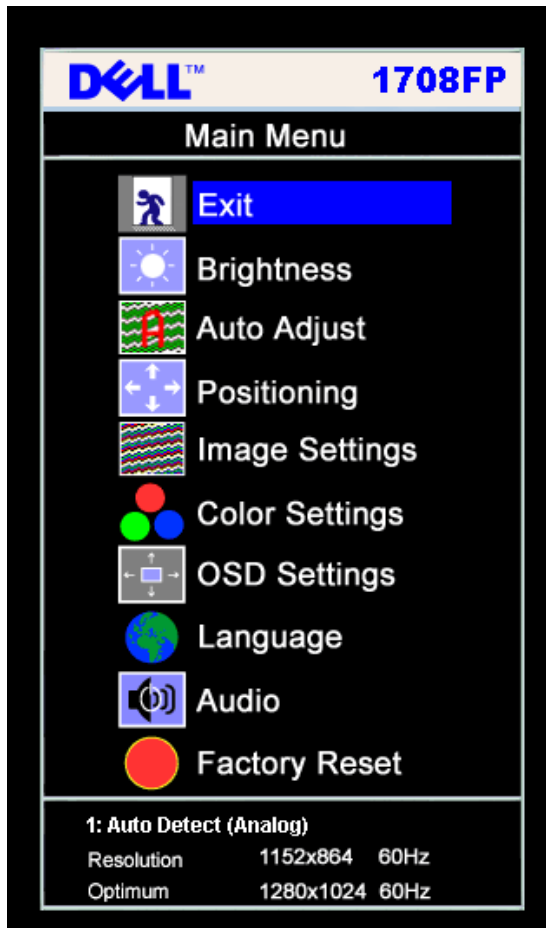 DELL™ 1708FP
Main Menu
Exit
Brightness
A
Auto Adjust
Positioning
Image Settings
Color Settings
OSD Settings
Language
Audio
Factory Reset
1: Auto Detect (Analog)
Resolution 1152x864 60Hz
Optimum 1280x1024 60Hz